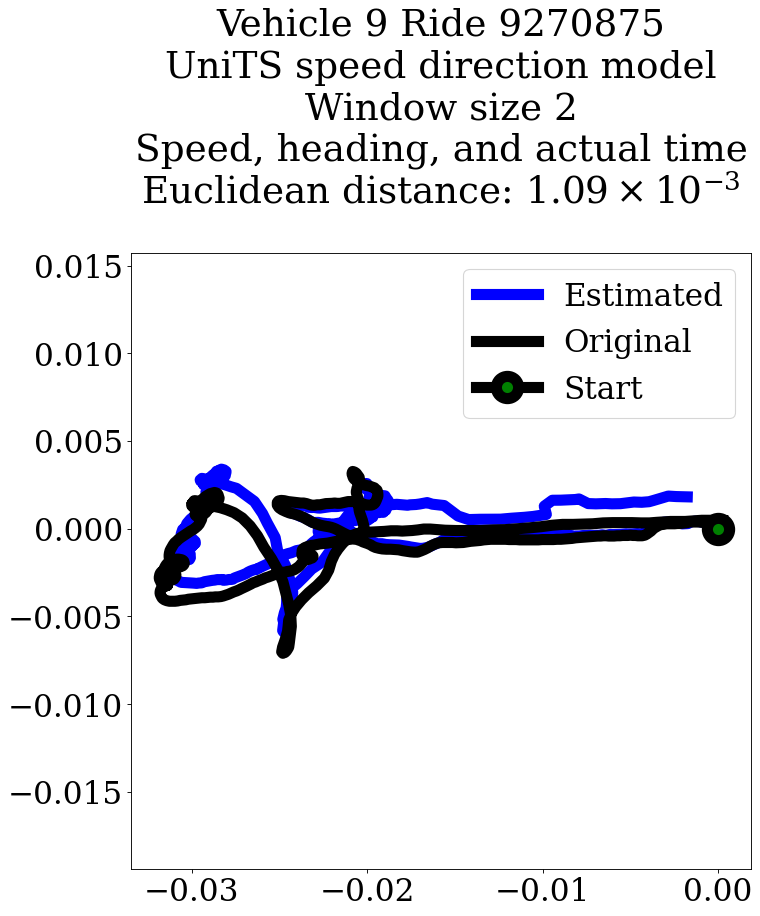 Vehicle 9 Ride 9270875
UniTS speed direction model
Window size 2
Speed, heading, and actual time
Euclidean distance: 1.09 × 10⁻³
Estimated
Original
Start
0.015
0.010
0.005
0.000
−0.005
−0.010
−0.015
−0.03
−0.02
−0.01
0.00